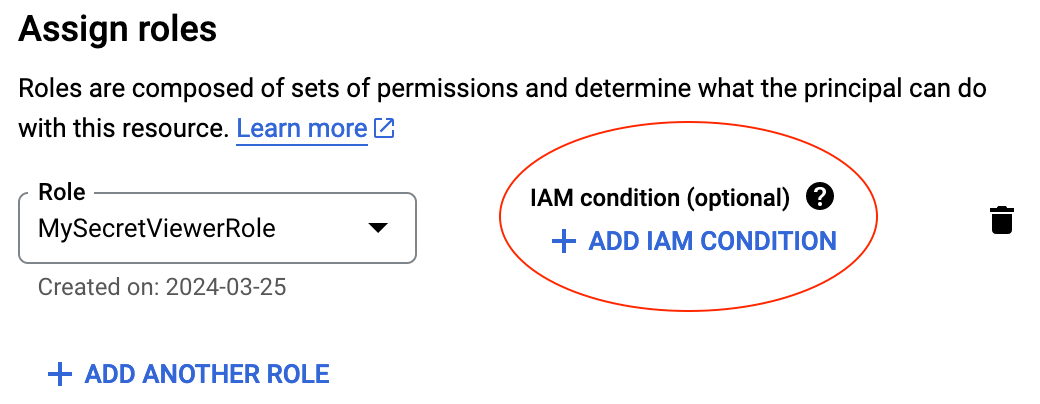 Assign roles
Roles are composed of sets of permissions and determine what the principal can do
with this resource. Learn more
Role
MySecretViewerRole
Created on: 2024-03-25
IAM condition (optional) ?
+ ADD IAM CONDITION
+ ADD ANOTHER ROLE